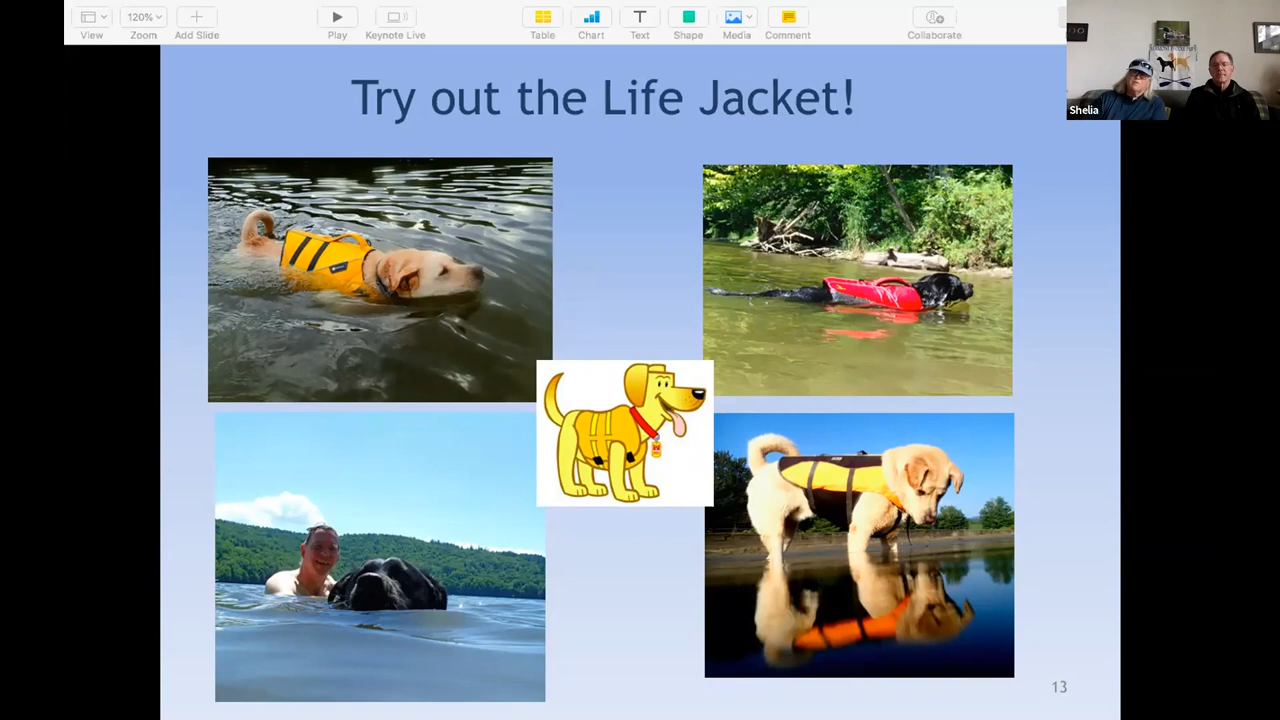 120%
View
Zoom
Add Slide
Play
Keynote Live
Table
Chart
Text
Shape
Media
Comment
Collaborate
Shelia
Try out the Life Jacket!
13